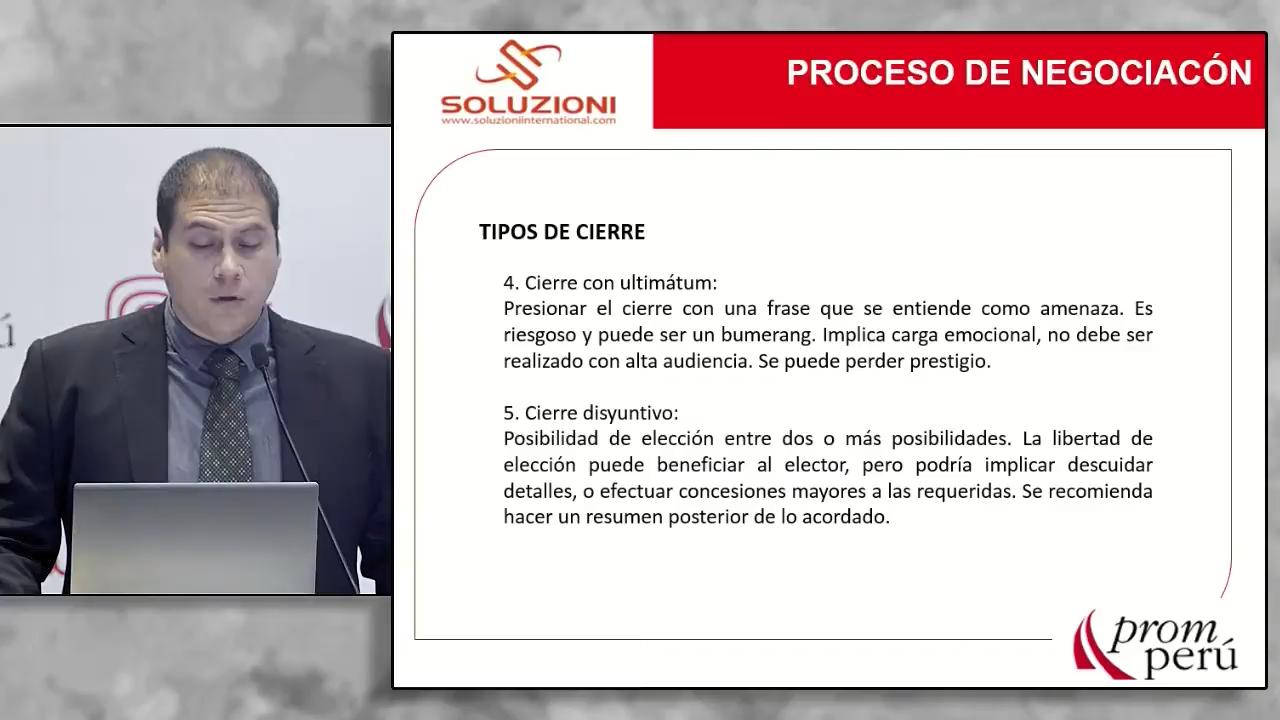 SOLUZIONI
www.soluzioniinternational.com
PROCESO DE NEGOCIACÓN
TIPOS DE CIERRE
4. Cierre con ultimátum:
Presionar el cierre con una frase que se entiende como amenaza. Es
riesgoso y puede ser un bumerang. Implica carga emocional, no debe ser
realizado con alta audiencia. Se puede perder prestigio.
5. Cierre disyuntivo:
Posibilidad de elección entre dos o más posibilidades. La libertad de
elección puede beneficiar al elector, pero podría implicar descuidar
detalles, o efectuar concesiones mayores a las requeridas. Se recomienda
hacer un resumen posterior de lo acordado.
prom
perú